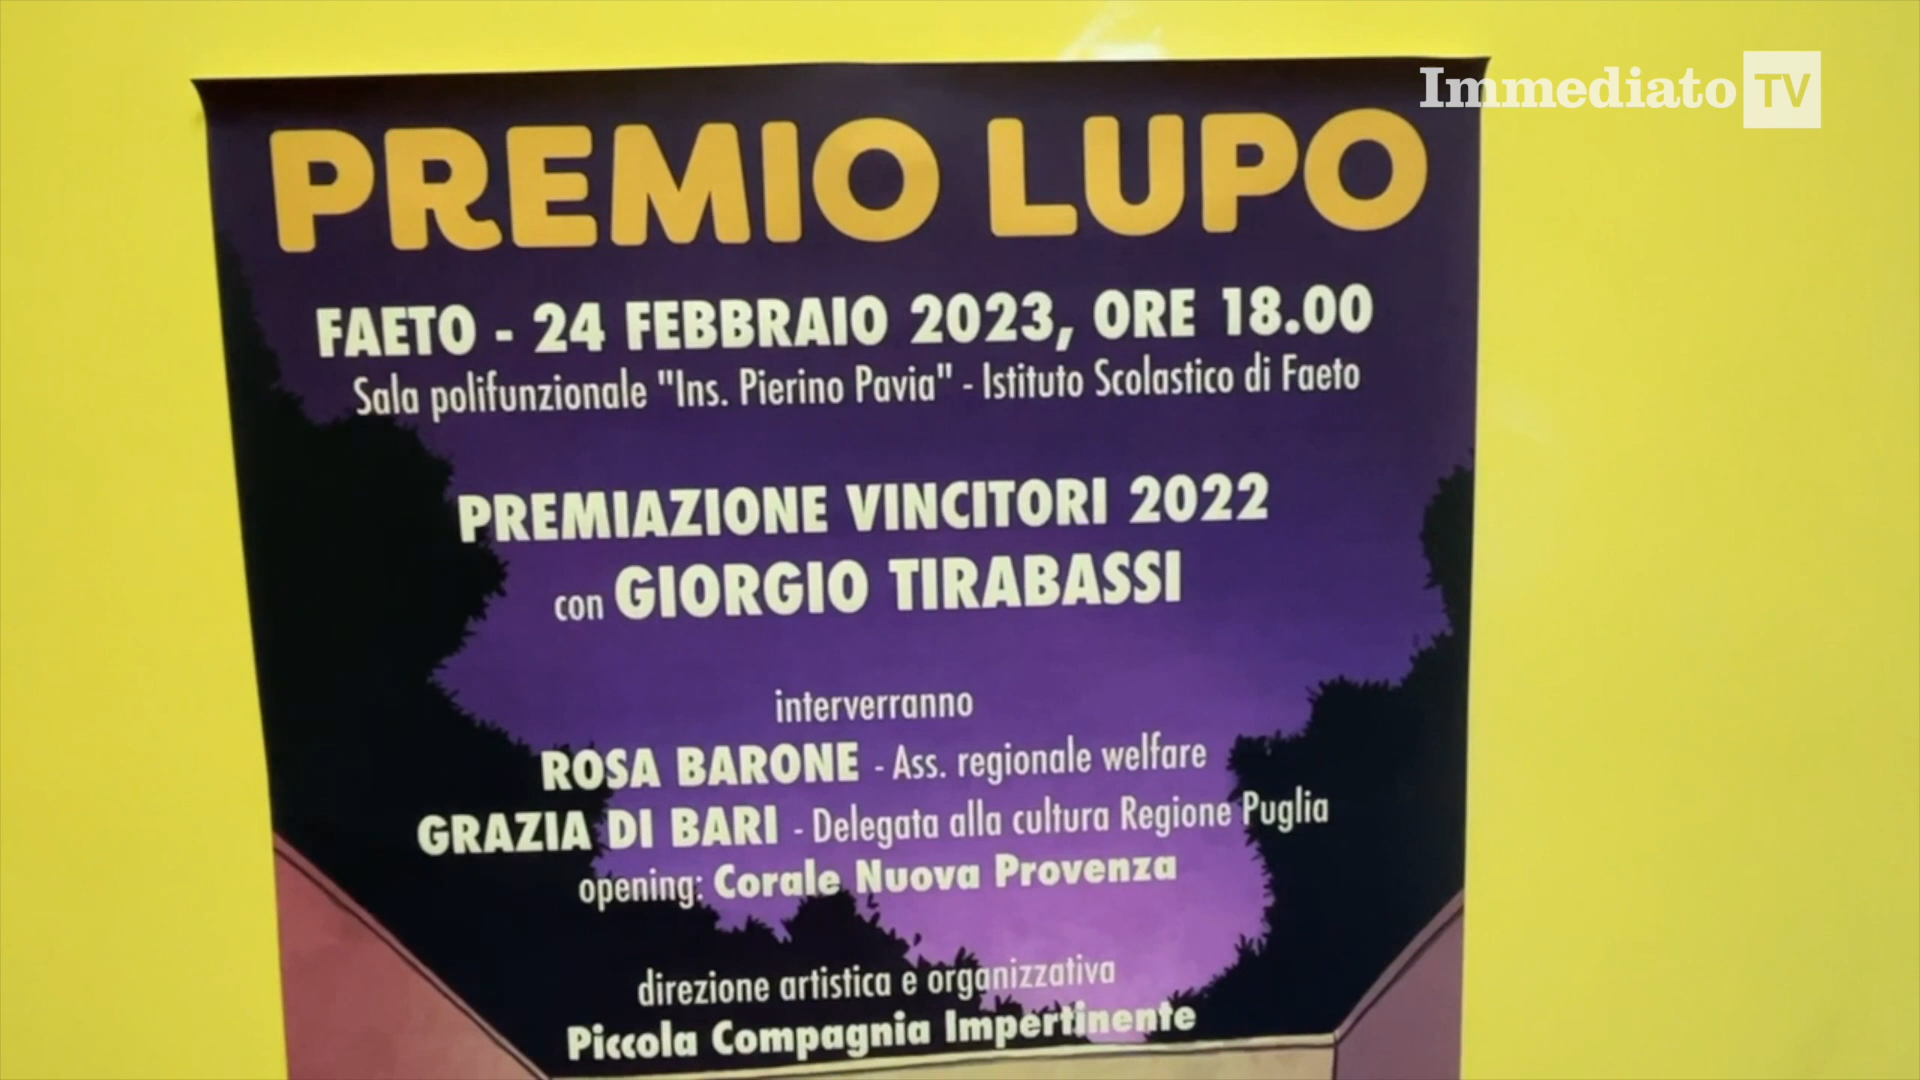 Immediato TV
PREMIO LUPO
FAETO - 24 FEBBRAIO 2023, ORE 18.00
Sala polifunzionale "Ins. Pierino Pavia" - Istituto Scolastico di Faeto
PREMIAZIONE VINCITORI 2022
con GIORGIO TIRABASSI
interverranno
ROSA BARONE - Ass. regionale welfare
GRAZIA DI BARI - Delegata alla cultura Regione Puglia
opening: Corale Nuova Provenza
direzione artistica e organizzativa
Piccola Compagnia Impertinente